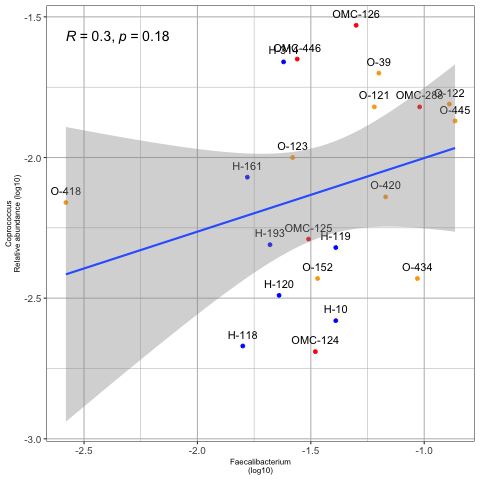 -1.5
-2.0
-2.5
-3.0
Coprococcus
Relative abundance (log10)
R = 0.3, p = 0.18
OMC-126
OMC-446
O-39
O-121
O-122
O-445
O-123
H-161
O-418
O-420
H-193
OMC-125
H-119
O-152
O-434
H-120
H-10
H-118
OMC-124
-2.5 -2.0 -1.5 -1.0
Faecalibacterium
(log10)